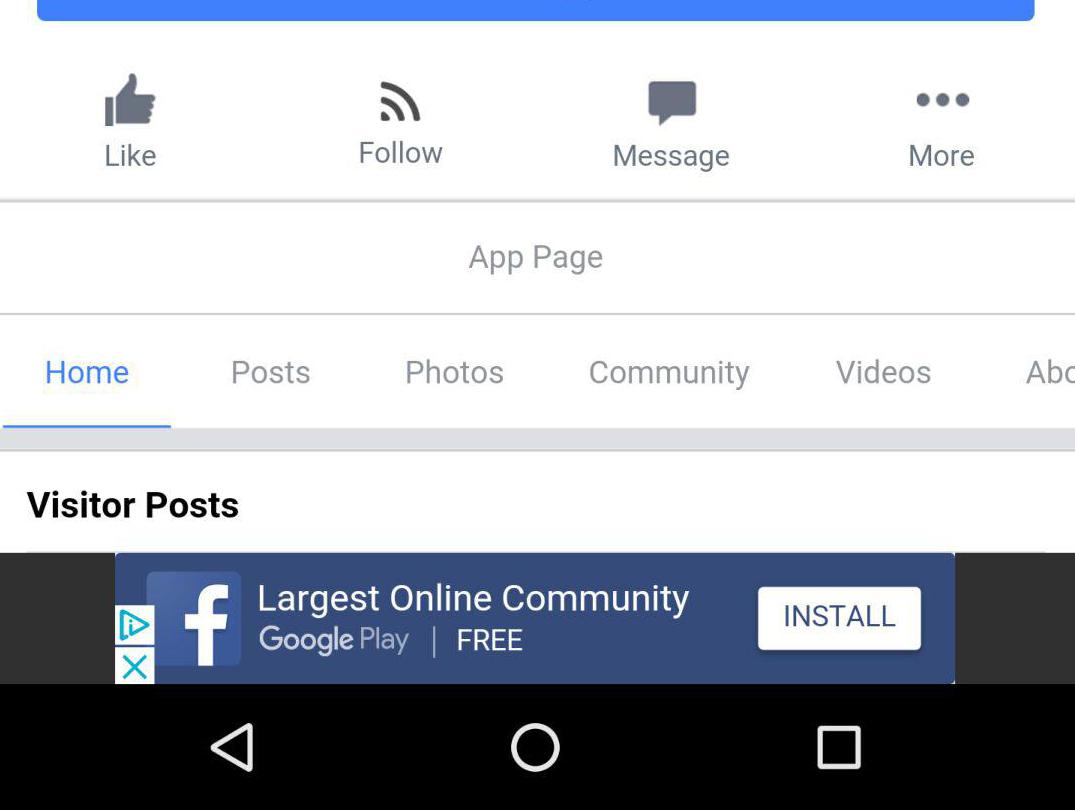 Like
Follow
Message
More
App Page
Home Posts Photos Community Videos Abo
Visitor Posts
Largest Online Community
Google Play | FREE
INSTALL